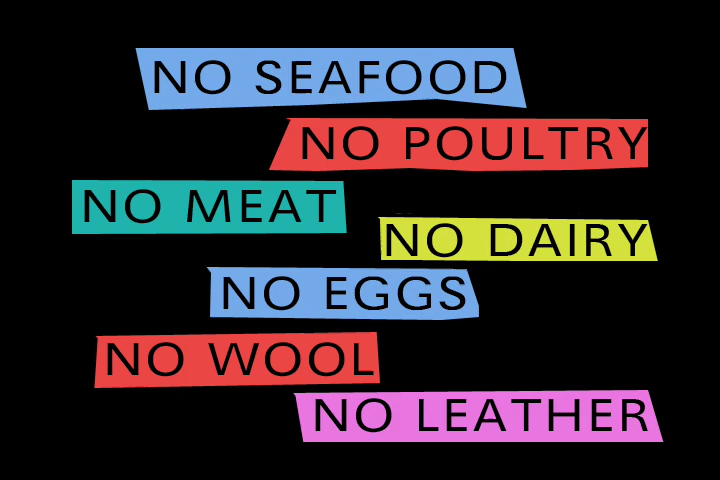 NO SEAFOOD
NO POULTRY
NO MEAT
NO DAIRY
NO EGGS
NO WOOL
NO LEATHER